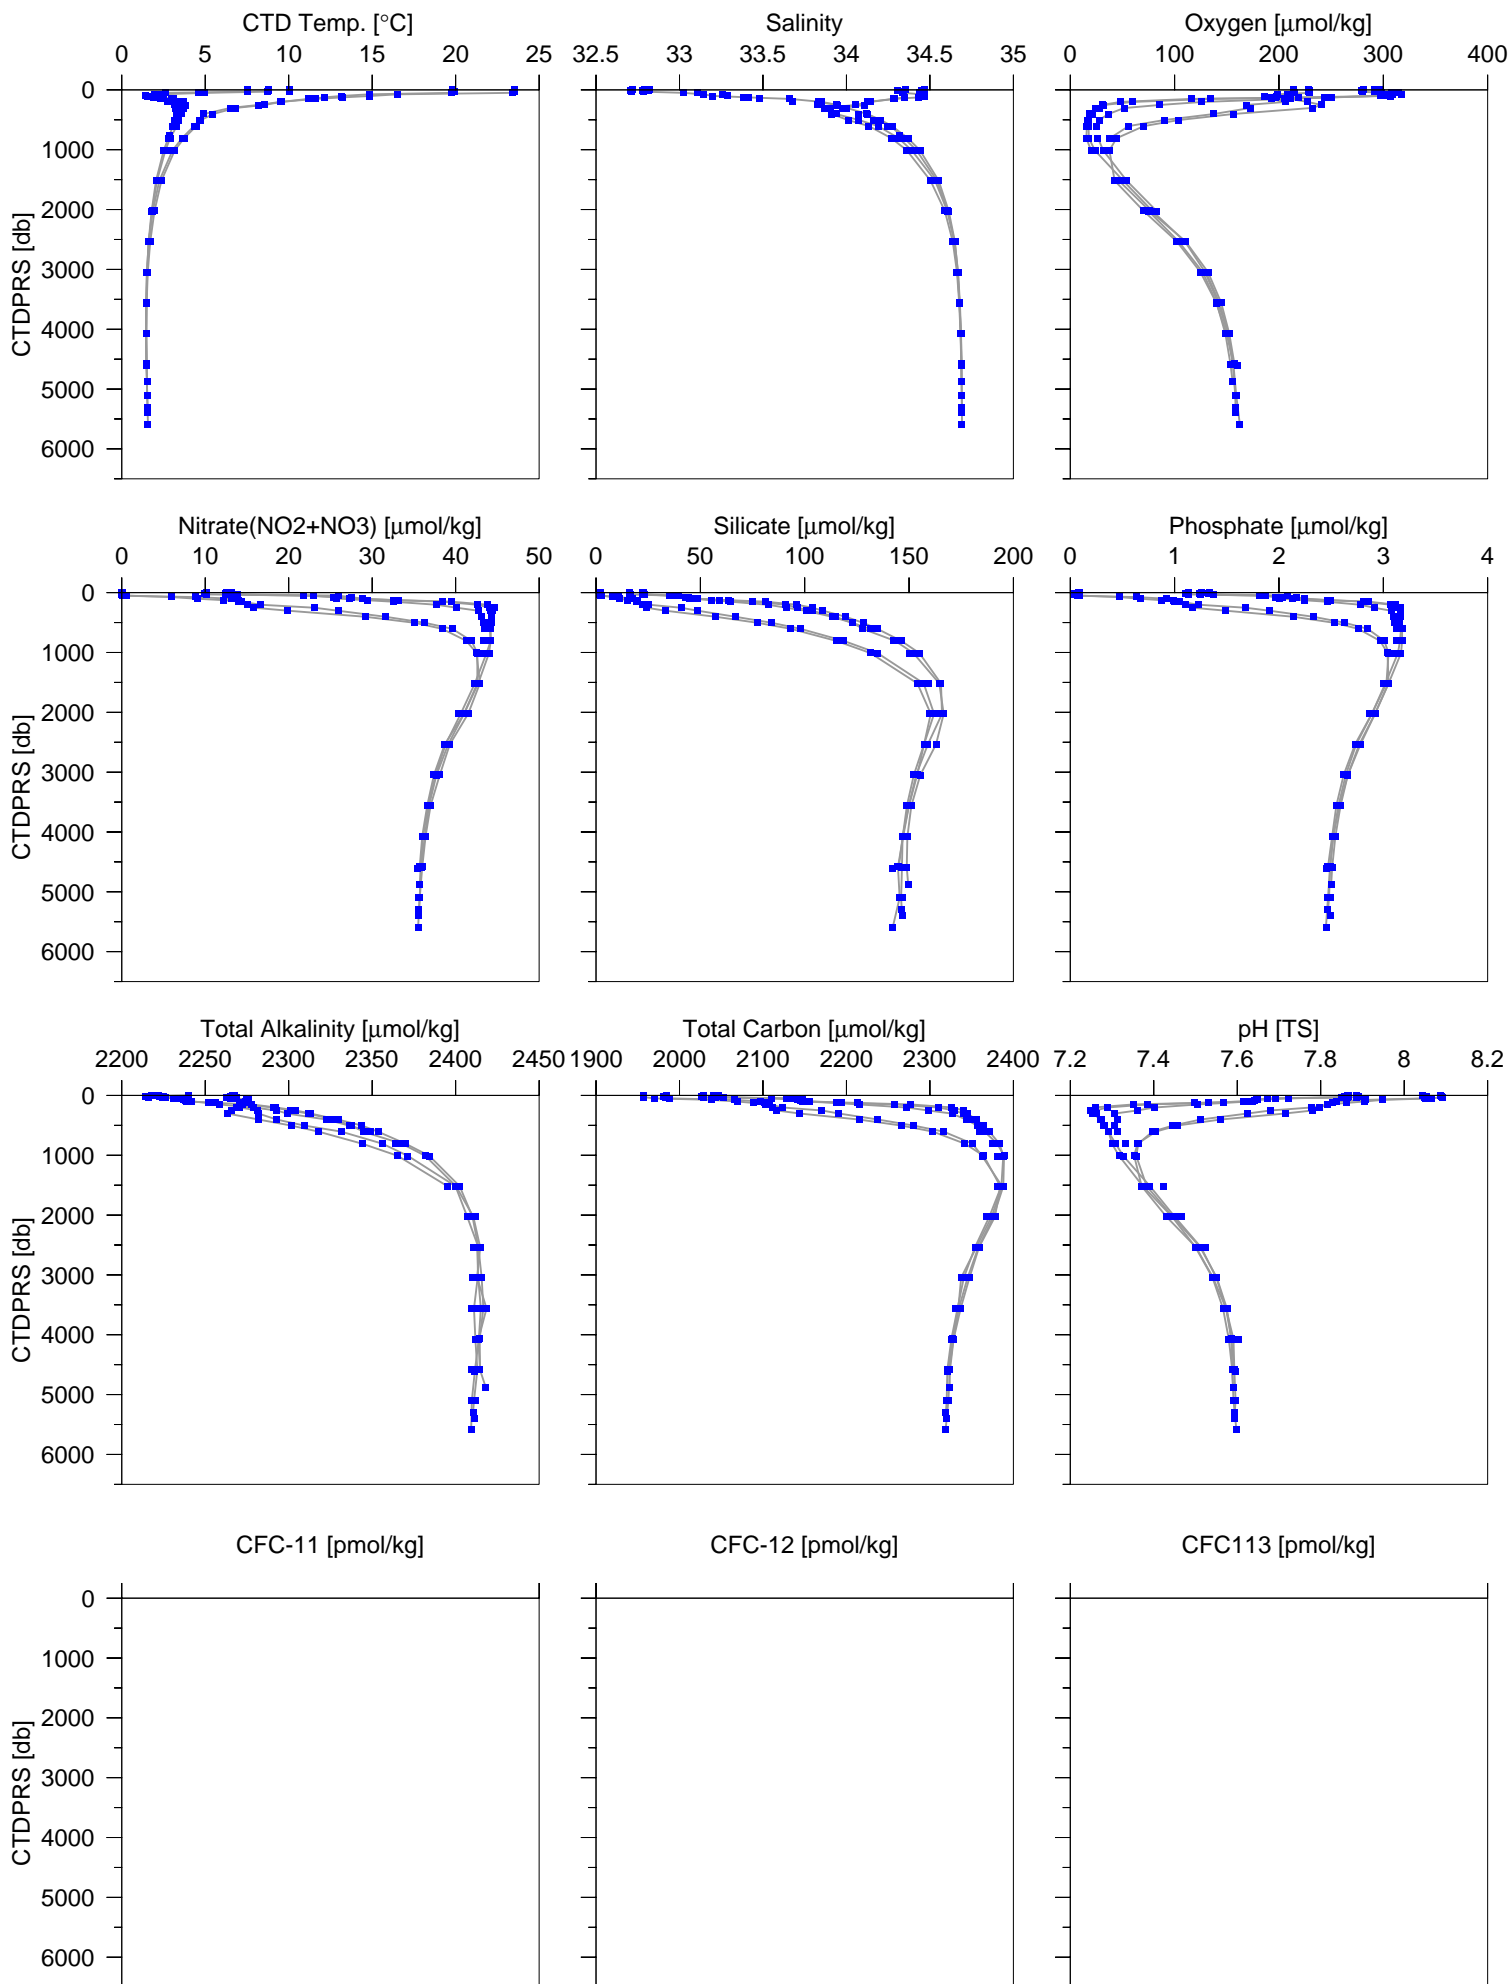 CTD Temp. [°C] Salinity Oxygen [μmol/kg]
0 5 10 15 20 25 32.5 33 33.5 34 34.5 35 0 100 200 300 400
0
1000
2000
3000
4000
5000
6000
CTDPRS [db]
Nitrate(NO2+NO3) [μmol/kg] Silicate [μmol/kg] Phosphate [μmol/kg]
0 10 20 30 40 50 0 50 100 150 200 0 1 2 3 4
0
1000
2000
3000
4000
5000
6000
CTDPRS [db]
Total Alkalinity [μmol/kg] Total Carbon [μmol/kg] pH [TS]
2200 2250 2300 2350 2400 2450 1900 2000 2100 2200 2300 2400 7.2 7.4 7.6 7.8 8 8.2
0
1000
2000
3000
4000
5000
6000
CTDPRS [db]
CFC-11 [pmol/kg] CFC-12 [pmol/kg] CFC113 [pmol/kg]
0
1000
2000
3000
4000
5000
6000
CTDPRS [db]